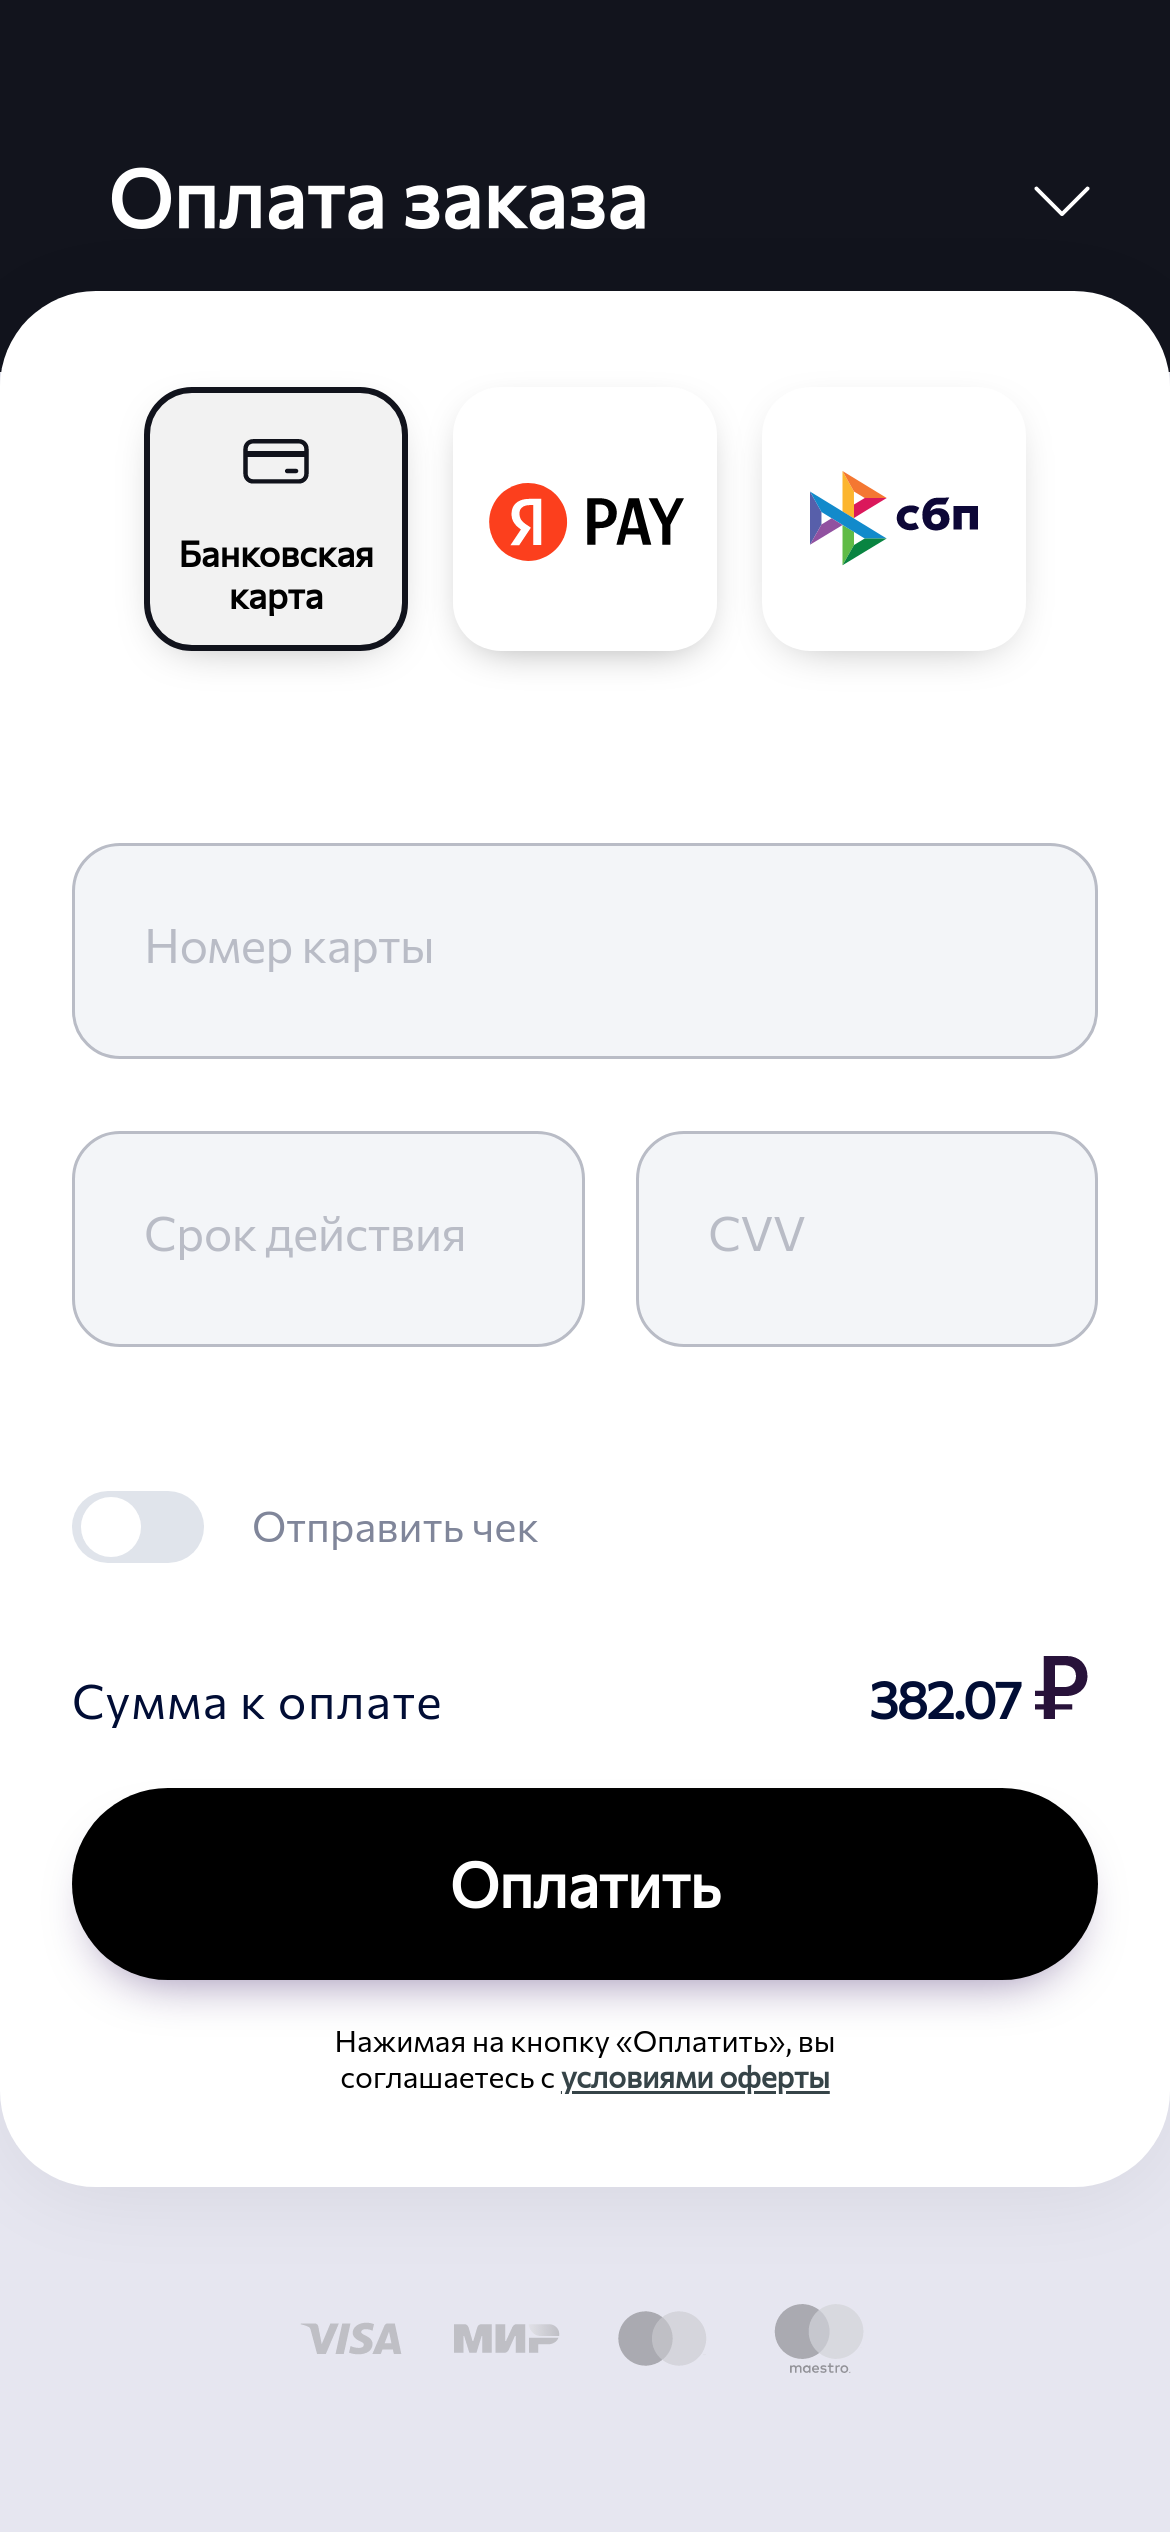 Оплата заказа
Банковская
карта
Я PAY
сбп
Номер карты
Срок действия
CVV
Отправить чек
Сумма к оплате
382.07 ₽
Оплатить
Нажимая на кнопку «Оплатить», вы
соглашаетесь с условиями оферты
VISA
МИР
maestro.